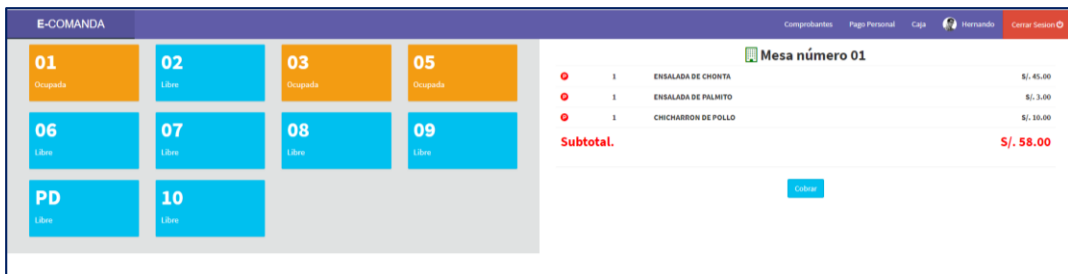 E-COMANDA
Comprobantes Pago Personal Caja Hernando Cerrar Sesion
01 Ocupada
02 Libre
03 Ocupada
05 Ocupada
06 Libre
07 Libre
08 Libre
09 Libre
PD Libre
10 Libre
Mesa número 01
P 1 ENSALADA DE CHONTA S/. 45.00
P 1 ENSALADA DE PALMITO S/. 3.00
P 1 CHICHARRON DE POLLO S/. 10.00
Subtotal. S/. 58.00
Cobrar